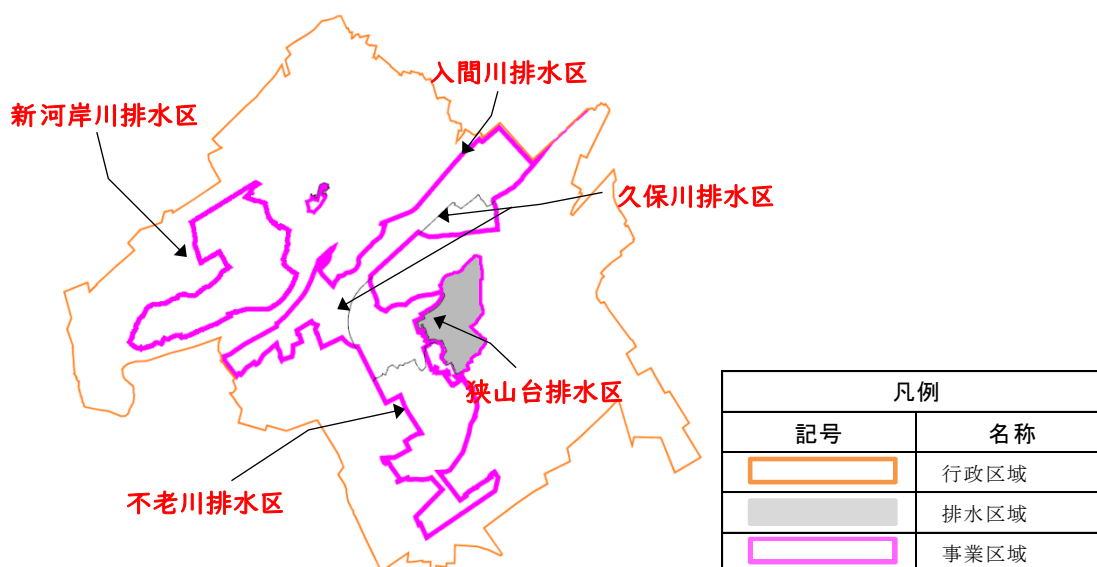 入間川排水区
新河岸川排水区
久保川排水区
狭山台排水区
不老川排水区
凡例
記号 名称
行政区域
排水区域
事業区域